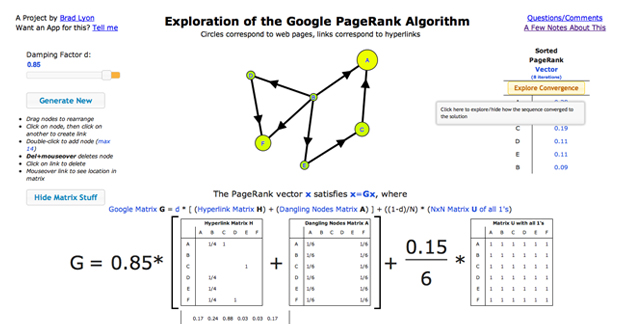 A Project by Brad Lyon
Want an App for this? Tell me
Exploration of the Google PageRank Algorithm
Circles correspond to web pages, links correspond to hyperlinks
Questions/Comments
A Few Notes About This
Damping Factor d:
0.85
Generate New
• Drag nodes to rearrange
• Click on node, then click on
another to create link
• Double-click to add node (max
14)
• Del+mouseover deletes node
• Click on link to delete
• Mouseover link to see location in
matrix
Hide Matrix Stuff
A
D
F
C
E
Sorted
PageRank
Vector
(8 iterations)
Explore Convergence
Click here to explore/hide how the sequence converged to
the solution
C 0.19
D 0.11
E 0.11
B 0.09
The PageRank vector x satisfies x=Gx, where
Google Matrix G = d * [ (Hyperlink Matrix H) + (Dangling Nodes Matrix A) ] + ((1-d)/N) * (NxN Matrix U of all 1's)
G = 0.85*
Hyperlink Matrix H
A B C D E F
A 1/4 1
B
C 1
D 1/4
E 1/4
F 1/4 1
+
Dangling Nodes Matrix A
A B C D E F
A 1/6 1/6
B 1/6 1/6
C 1/6 1/6
D 1/6 1/6
E 1/6 1/6
F 1/6 1/6
+
0.15
6
*
Matrix U with all 1's
A B C D E F
A 1 1 1 1 1 1
B 1 1 1 1 1 1
C 1 1 1 1 1 1
D 1 1 1 1 1 1
E 1 1 1 1 1 1
F 1 1 1 1 1 1
0.17 0.24 0.88 0.03 0.03 0.17